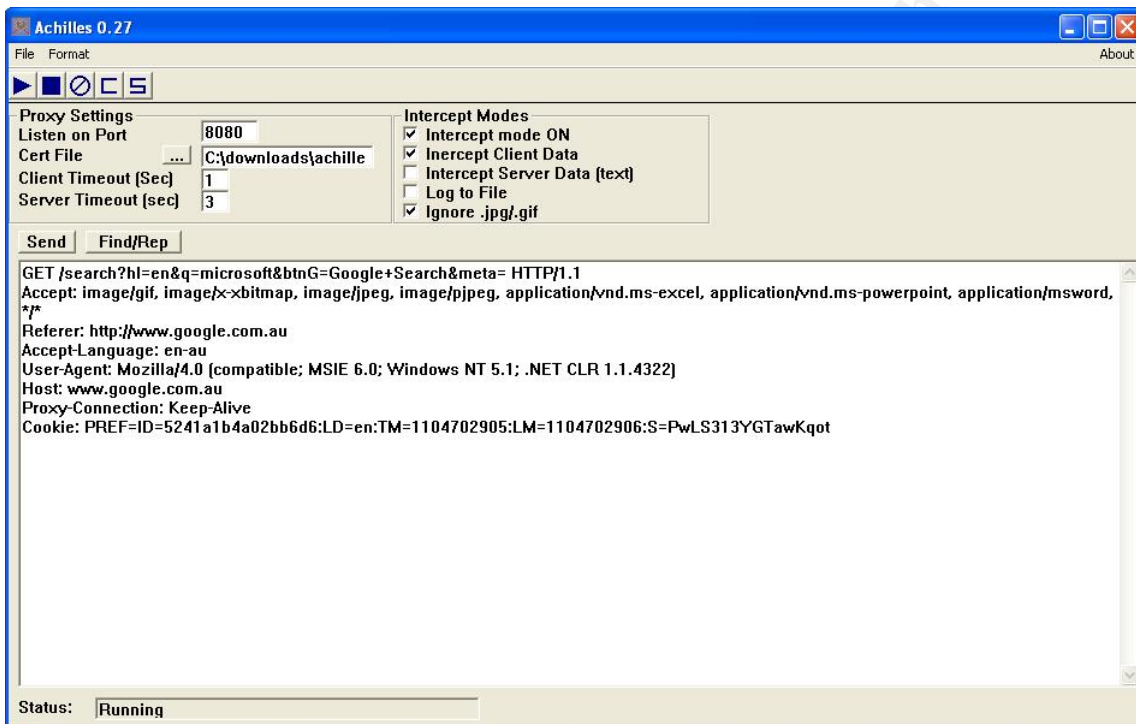 Achilles 0.27
File Format About
Proxy Settings
Listen on Port 8080
Cert File ... C:\downloads\achille
Client Timeout (Sec) 1
Server Timeout (sec) 3
Intercept Modes
Intercept mode ON
Inercept Client Data
Intercept Server Data (text)
Log to File
Ignore .jpg/.gif
Send Find/Rep
GET /search?hl=en&q=microsoft&btnG=Google+Search&meta= HTTP/1.1
Accept: image/gif, image/x-xbitmap, image/jpeg, image/pjpeg, application/vnd.ms-excel, application/vnd.ms-powerpoint, application/msword,
*/*
Referer: http://www.google.com.au
Accept-Language: en-au
User-Agent: Mozilla/4.0 (compatible; MSIE 6.0; Windows NT 5.1; .NET CLR 1.1.4322)
Host: www.google.com.au
Proxy-Connection: Keep-Alive
Cookie: PREF=ID=5241a1b4a02bb6d6:LD=en:TM=1104702905:LM=1104702906:S=PwLS313YGTawKqot
Status: Running